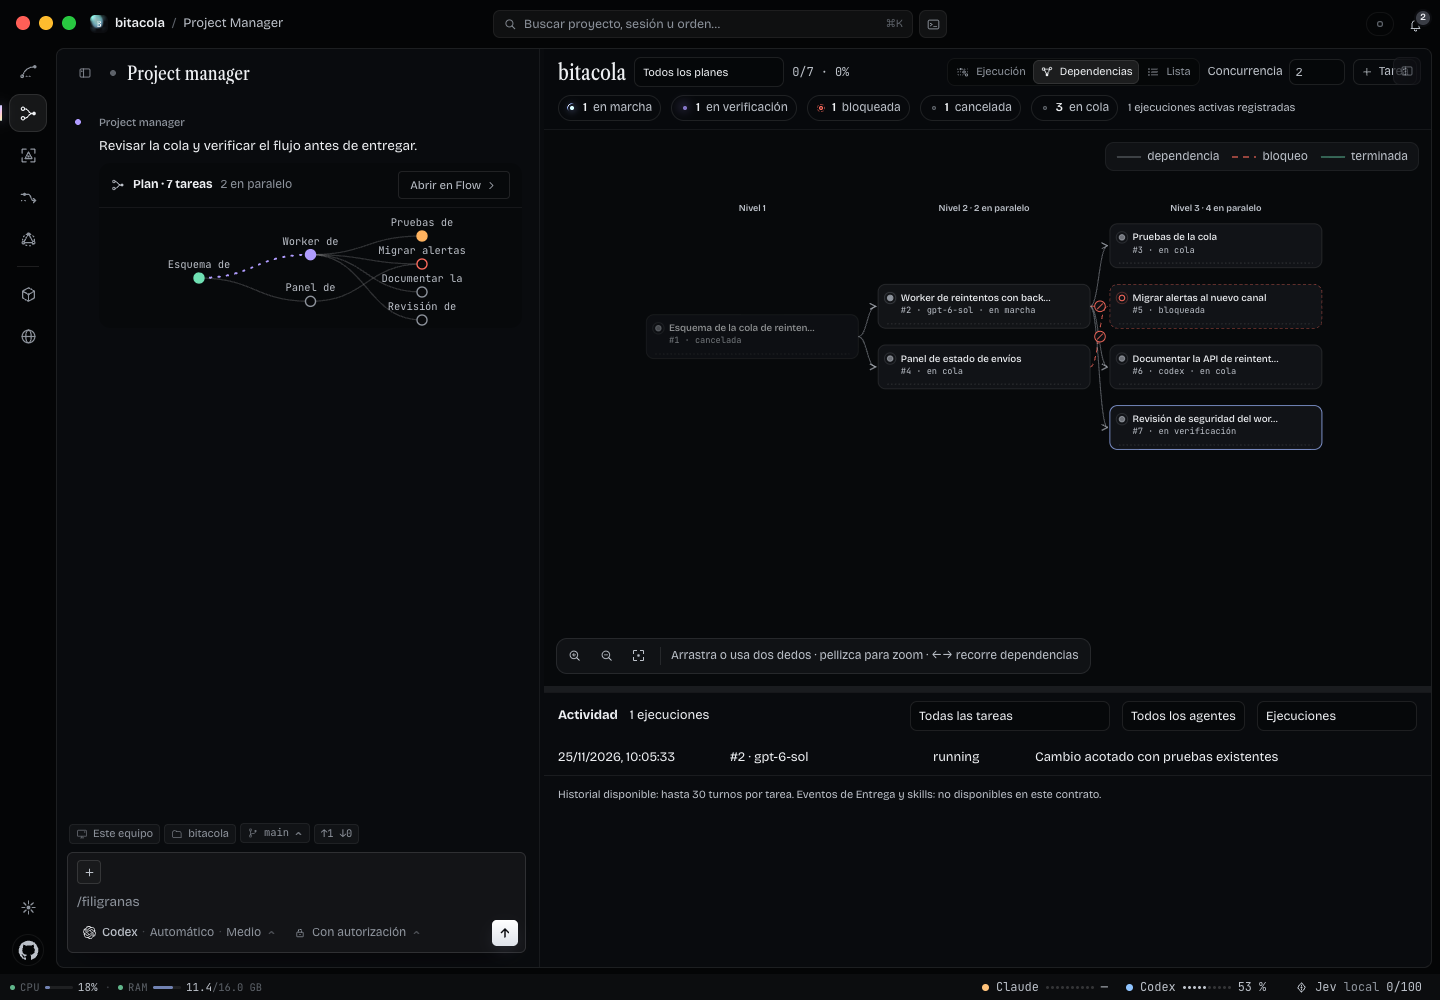 bitacola / Project Manager
Buscar proyecto, sesión u orden... ⌘K
2
Project manager
Project manager
Revisar la cola y verificar el flujo antes de entregar.
Plan · 7 tareas 2 en paralelo
Abrir en Flow
Pruebas de
Worker de
Migrar alertas
Esquema de
Documentar la
Panel de
Revisión de
Este equipo
bitacola
main
↑1 ↓0
+
/filigranas
Codex · Automático · Medio
Con autorización
bitacola
Todos los planes
0/7 · 0%
Ejecución
Dependencias
Lista
Concurrencia 2
1 en marcha
1 en verificación
1 bloqueada
1 cancelada
3 en cola
1 ejecuciones activas registradas
dependencia
bloqueo
terminada
Nivel 1
Nivel 2 · 2 en paralelo
Nivel 3 · 4 en paralelo
Pruebas de la cola
#3 · en cola
Worker de reintentos con back...
#2 · gpt-6-sol · en marcha
Migrar alertas al nuevo canal
#5 · bloqueada
Esquema de la cola de reinten...
#1 · cancelada
Panel de estado de envíos
#4 · en cola
Documentar la API de reintent...
#6 · codex · en cola
Revisión de seguridad del wor...
#7 · en verificación
Arrastra o usa dos dedos · pellizca para zoom · ←→ recorre dependencias
Actividad 1 ejecuciones
Todas las tareas
Todos los agentes
Ejecuciones
25/11/2026, 10:05:33 #2 · gpt-6-sol running Cambio acotado con pruebas existentes
Historial disponible: hasta 30 turnos por tarea. Eventos de Entrega y skills: no disponibles en este contrato.
CPU 18% · RAM 11.4/16.0 GB
Claude — Codex 53 % Jev local 0/100